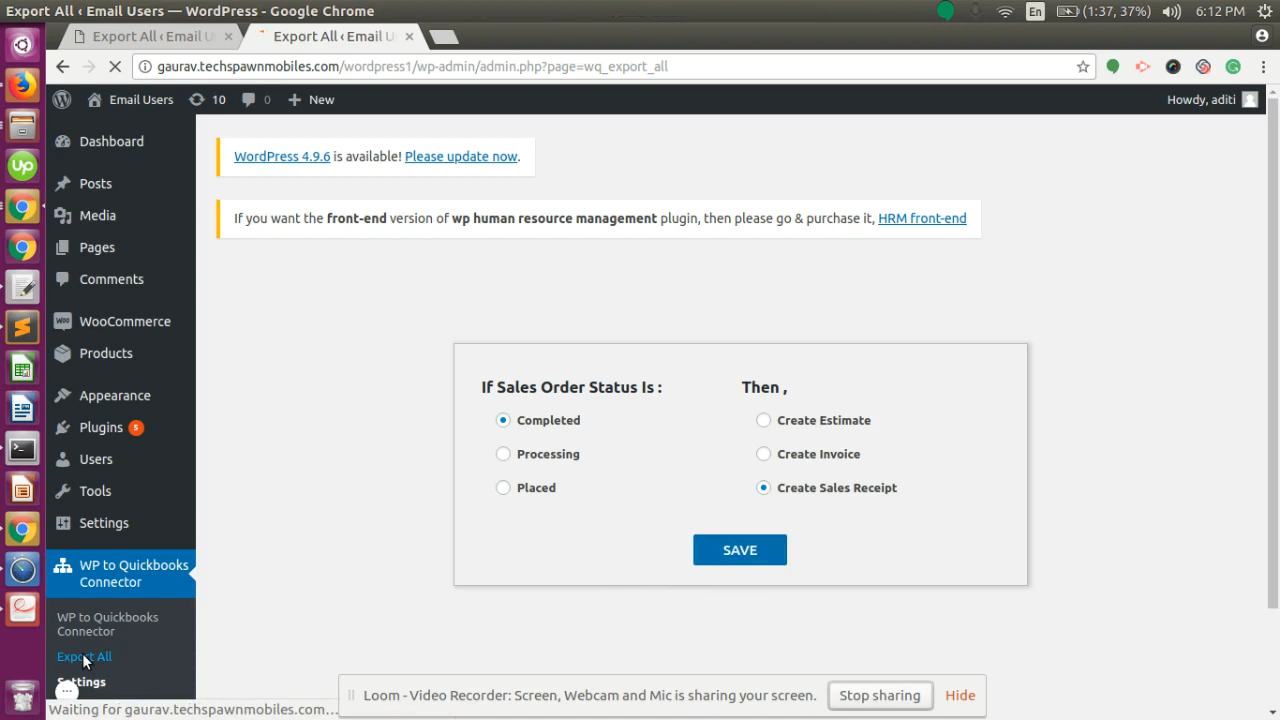 Export All ‹ Email Users — WordPress - Google Chrome
En
(1:37, 37%)
6:12 PM
Export All ‹ Email U
Export All ‹ Email U
gaurav.techspawnmobiles.com/wordpress1/wp-admin/admin.php?page=wq_export_all
Email Users
10
0
New
Howdy, aditi
Dashboard
Posts
Media
Pages
Comments
WooCommerce
Products
Appearance
Plugins 5
Users
Tools
Settings
WP to Quickbooks
Connector
WP to Quickbooks
Connector
Export All
Settings
WordPress 4.9.6 is available! Please update now.
If you want the front-end version of wp human resource management plugin, then please go & purchase it, HRM front-end
If Sales Order Status Is :
Completed
Processing
Placed
Then ,
Create Estimate
Create Invoice
Create Sales Receipt
SAVE
Loom - Video Recorder: Screen, Webcam and Mic is sharing your screen.
Stop sharing
Hide
Waiting for gaurav.techspawnmobiles.com...
Up
Woo